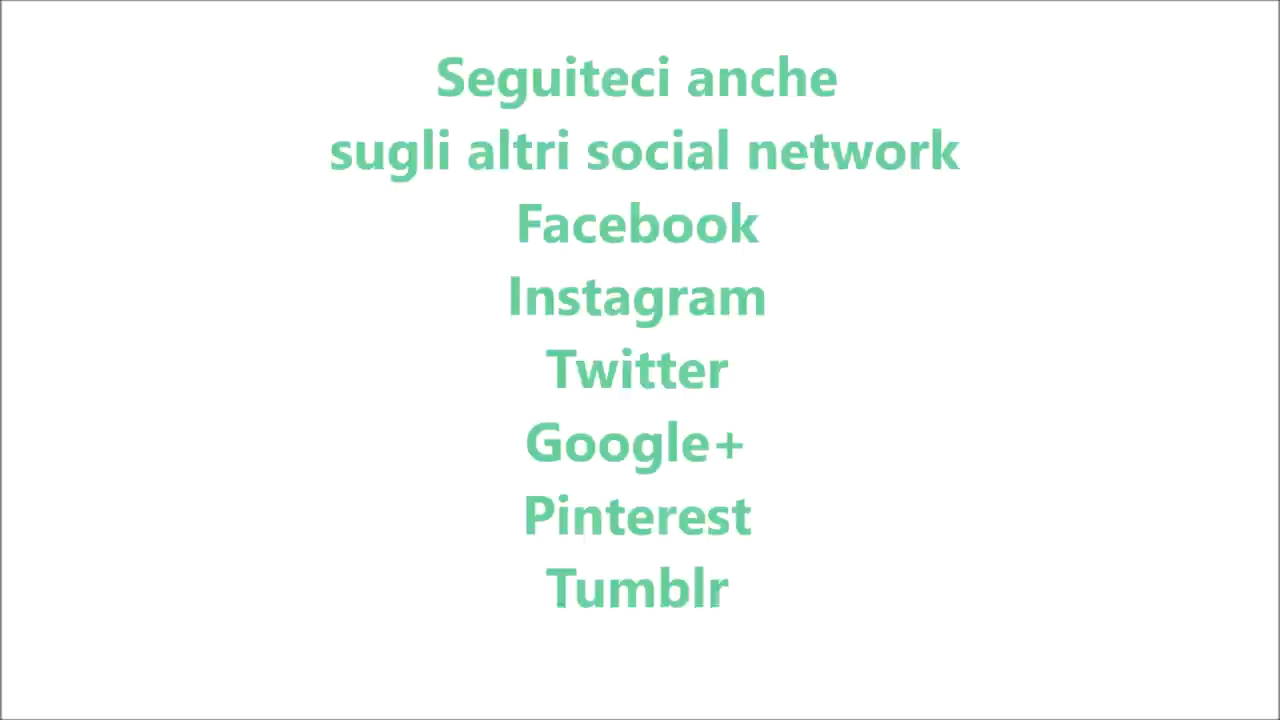 Seguiteci anche
sugli altri social network
Facebook
Instagram
Twitter
Google+
Pinterest
Tumblr